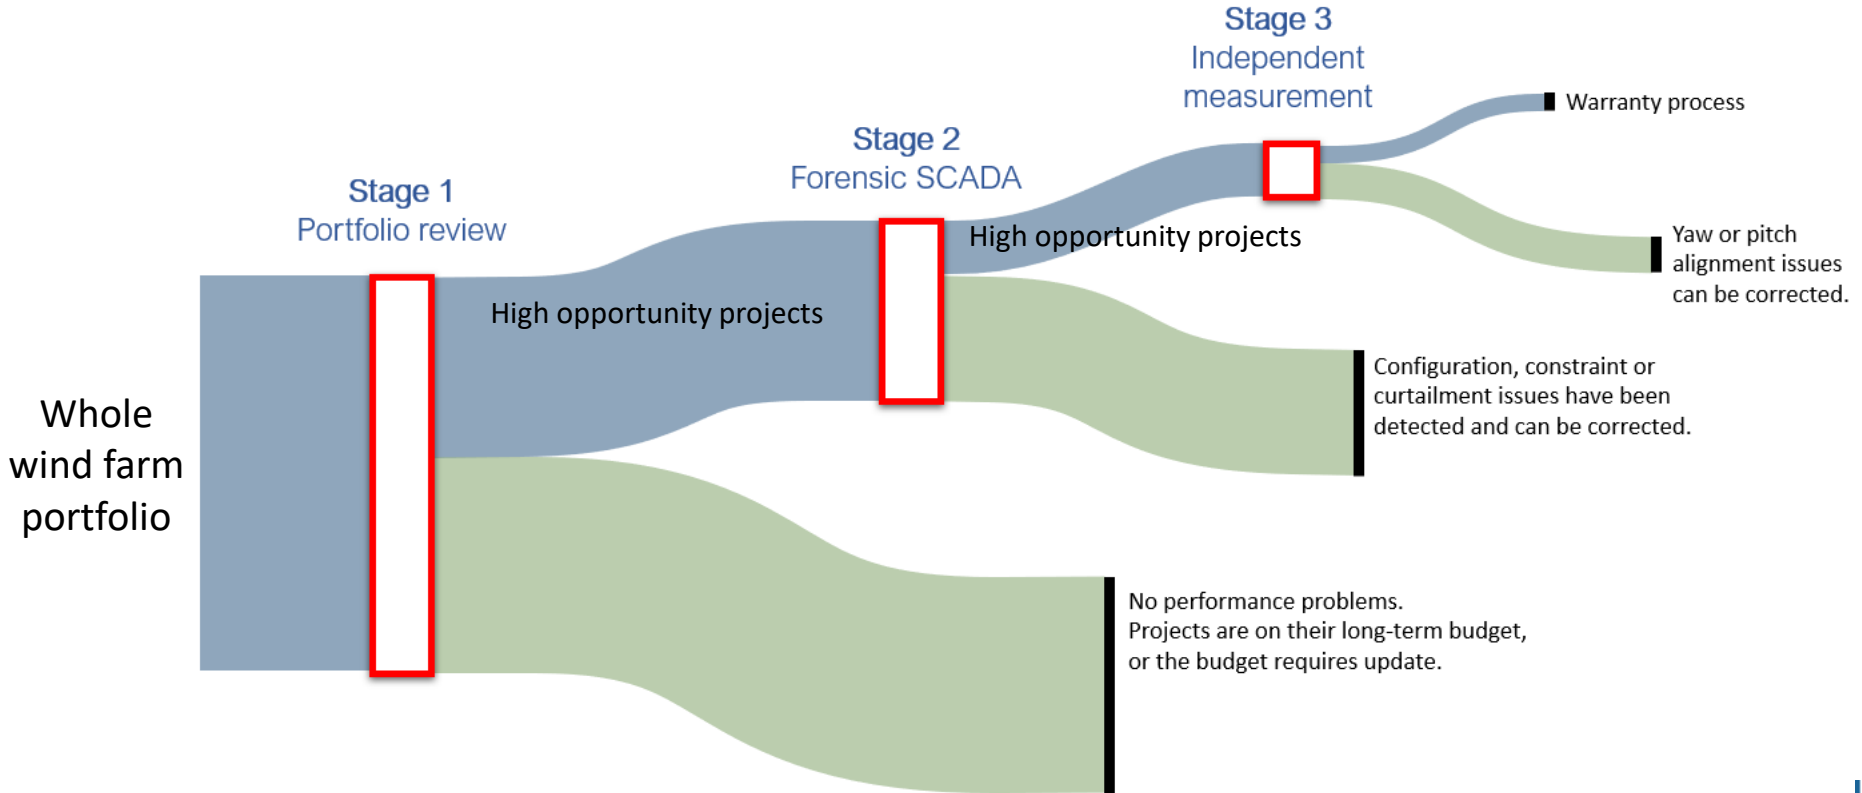 Stage 3
Independent
measurement
Warranty process
Stage 2
Forensic SCADA
Stage 1
Portfolio review
High opportunity projects
Yaw or pitch
alignment issues
can be corrected.
High opportunity projects
Whole
wind farm
portfolio
Configuration, constraint or
curtailment issues have been
detected and can be corrected.
No performance problems.
Projects are on their long-term budget,
or the budget requires update.